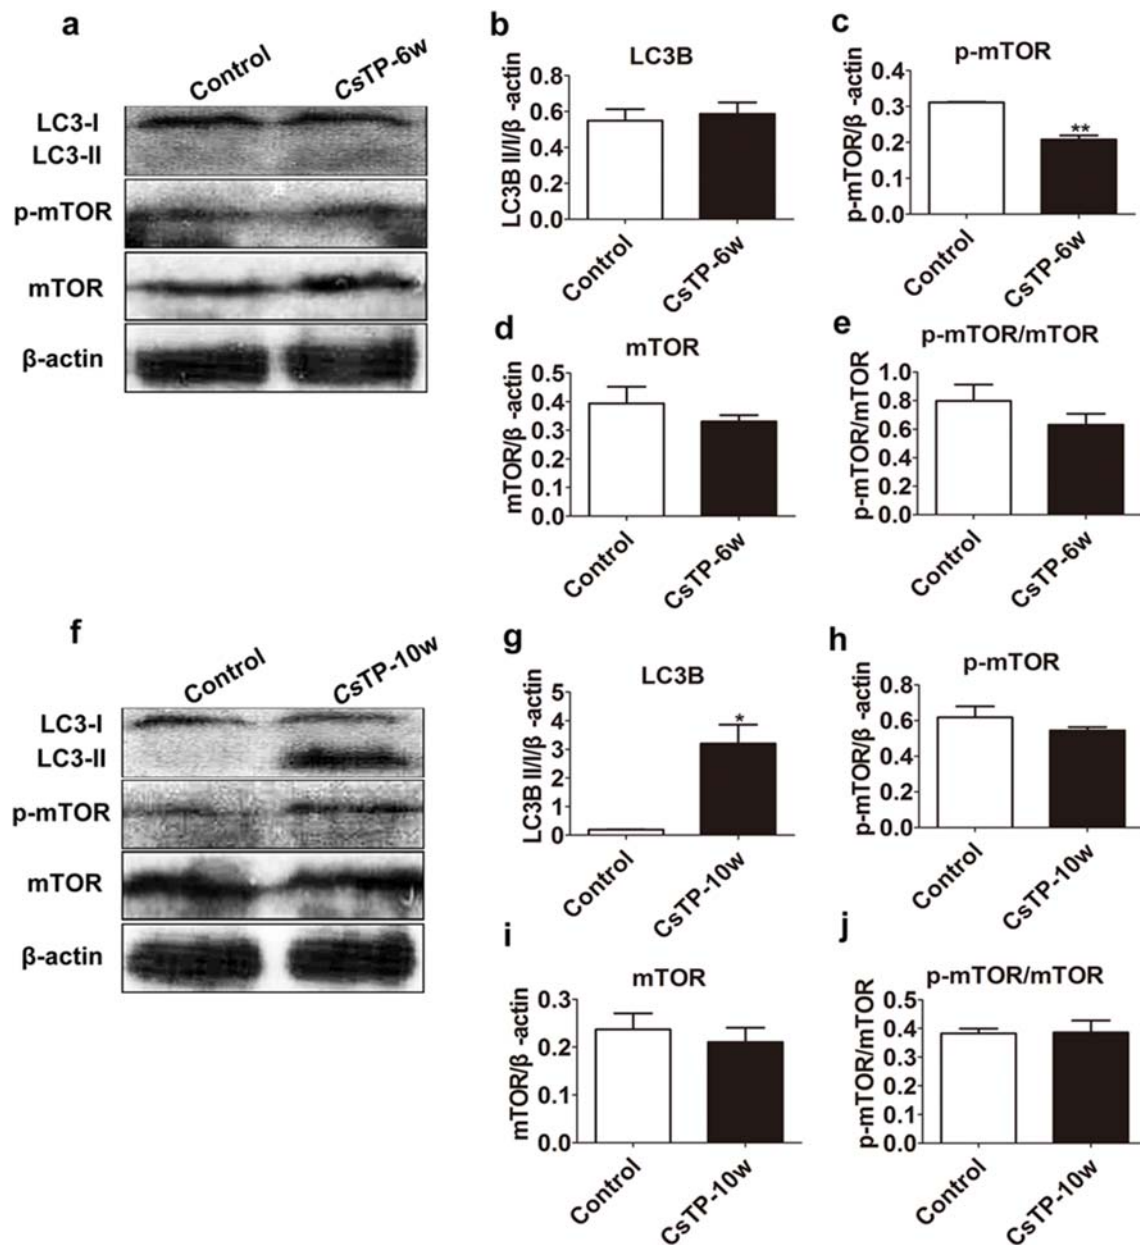 a
Control
CsTP-6w
LC3-I
LC3-II
p-mTOR
mTOR
β-actin
b
LC3B
LC3B II/I/β -actin
0.8
0.6
0.4
0.2
0.0
Control
CsTP-6w
c
p-mTOR
p-mTOR/β -actin
0.4
0.3
0.2
0.1
0.0
**
Control
CsTP-6w
d
mTOR
mTOR/β -actin
0.5
0.4
0.3
0.2
0.1
0.0
Control
CsTP-6w
e
p-mTOR/mTOR
p-mTOR/mTOR
1.0
0.8
0.6
0.4
0.2
0.0
Control
CsTP-6w
f
Control
CsTP-10w
LC3-I
LC3-II
p-mTOR
mTOR
β-actin
g
LC3B
LC3B II/I/β -actin
5
4
3
2
1
0
*
Control
CsTP-10w
h
p-mTOR
p-mTOR/β -actin
0.8
0.6
0.4
0.2
0.0
Control
CsTP-10w
i
mTOR
mTOR/β -actin
0.3
0.2
0.1
0.0
Control
CsTP-10w
j
p-mTOR/mTOR
p-mTOR/mTOR
0.5
0.4
0.3
0.2
0.1
0.0
Control
CsTP-10w